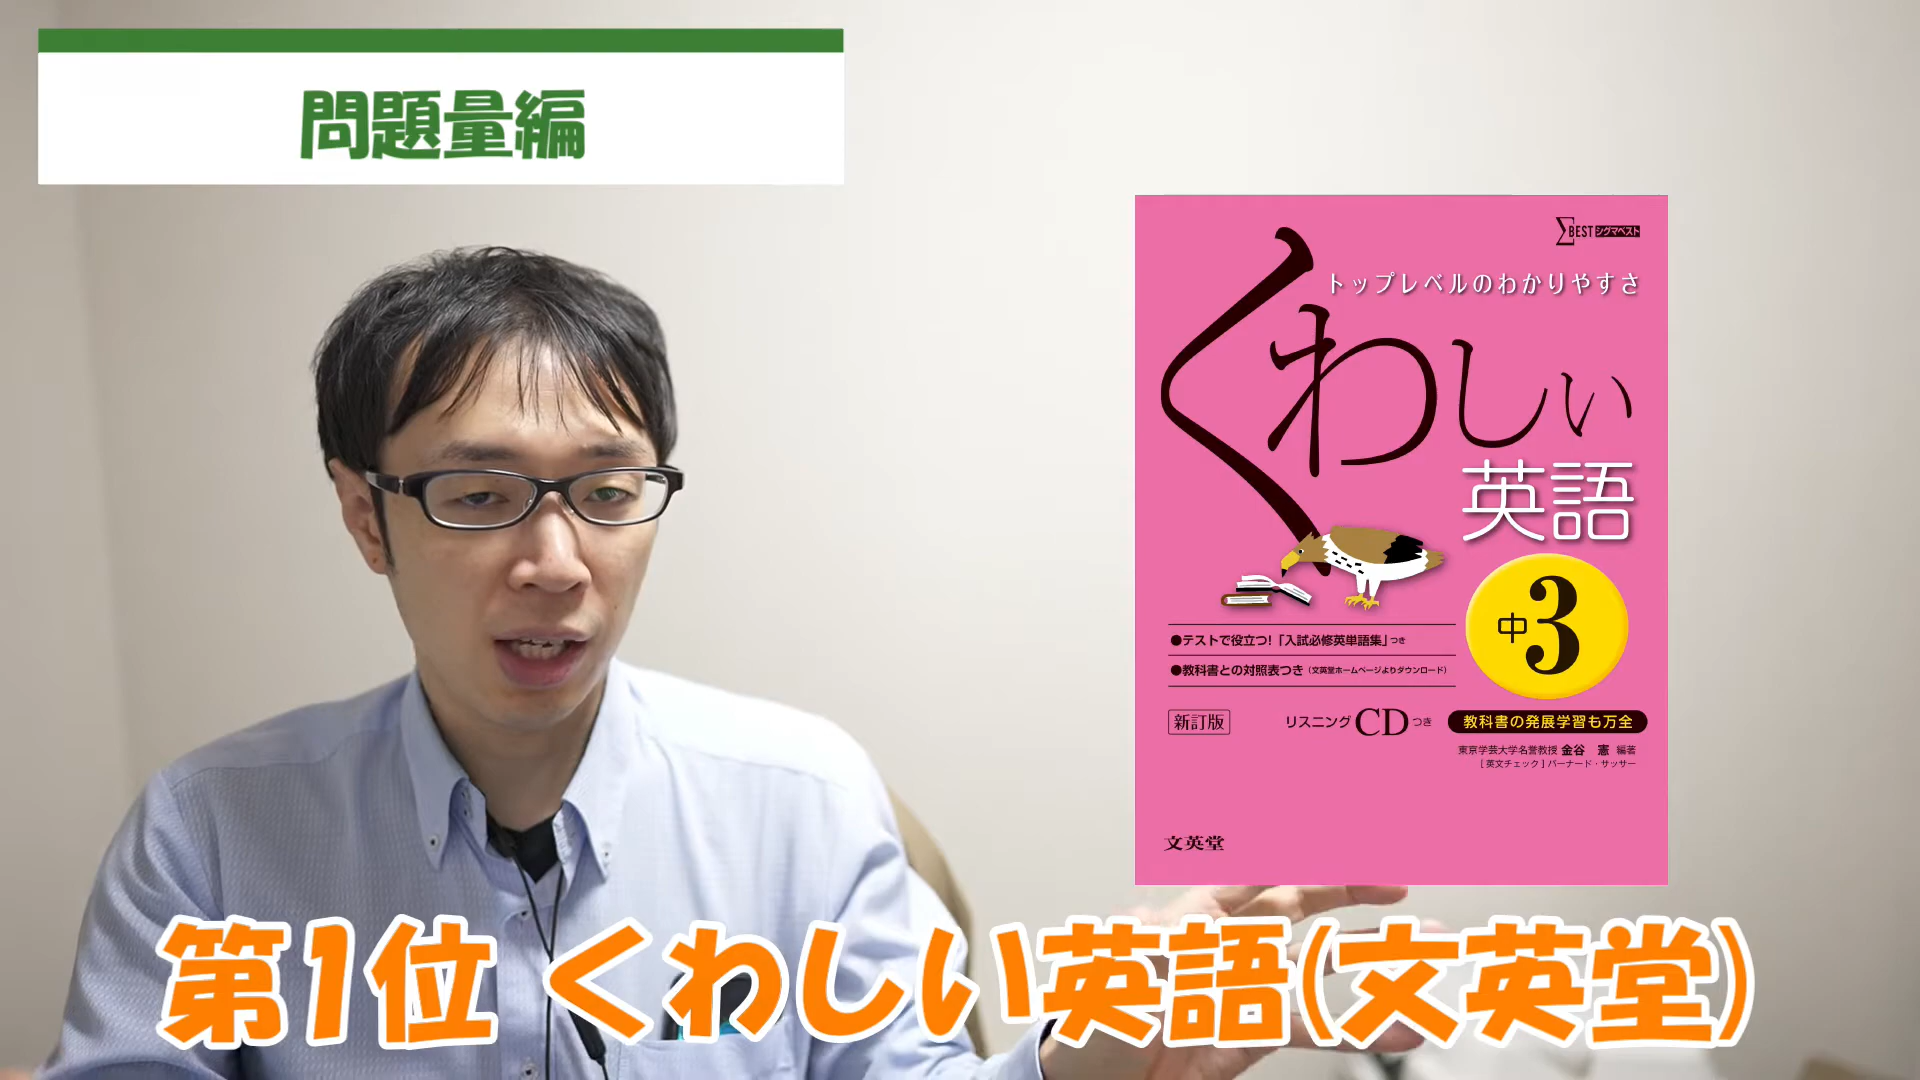 問題量編
ΣBEST シグマベスト
トップレベルのわかりやすさ
くわしい
英語
中3
●テストで役立つ!「入試必修英単語集」つき
●教科書との対照表つき(文英堂ホームページよりダウンロード)
新訂版
リスニングCDつき
教科書の発展学習も万全
東京学芸大学名誉教授 金谷 憲 編著
[英文チェック]バーナード・サッサー
文英堂
第1位 くわしい英語(文英堂)